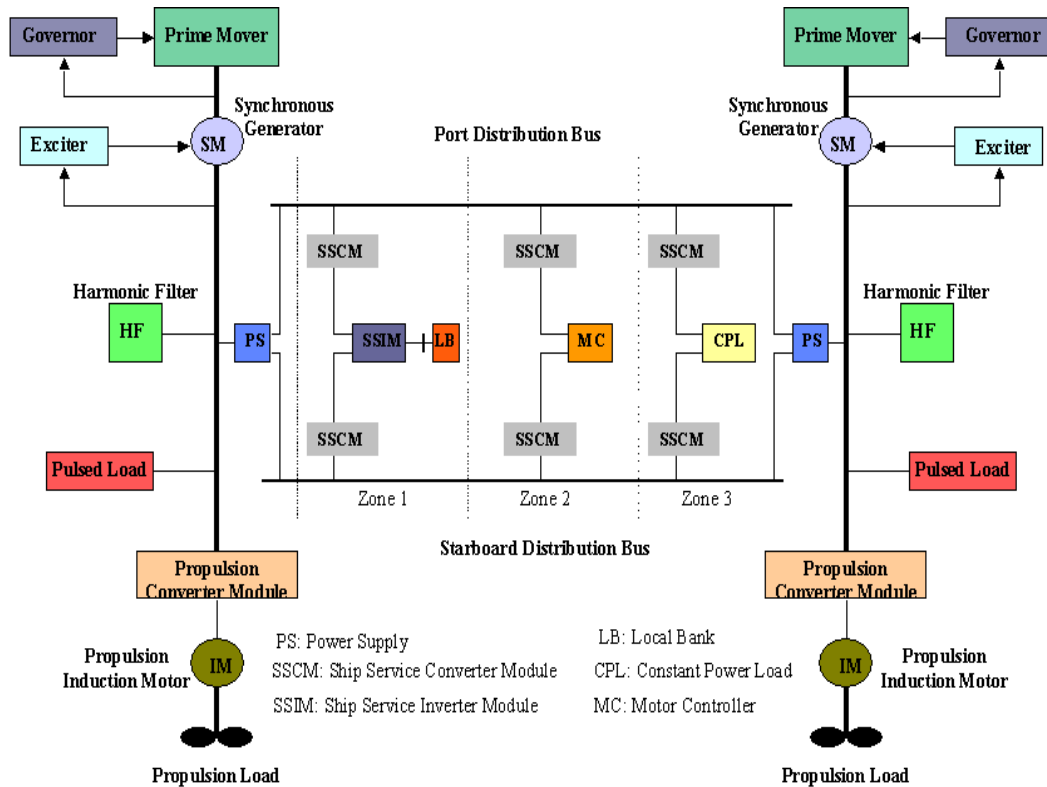 Governor
Prime Mover
Prime Mover
Governor
Synchronous
Generator
Synchronous
Generator
Exciter
SM
Port Distribution Bus
SM
Exciter
SSCM
SSCM
SSCM
Harmonic Filter
Harmonic Filter
HF
PS
SSIM
LB
MC
CPL
PS
HF
SSCM
SSCM
SSCM
Pulsed Load
Pulsed Load
Zone 1
Zone 2
Zone 3
Starboard Distribution Bus
Propulsion
Converter Module
Propulsion
Converter Module
PS: Power Supply
LB: Local Bank
SSCM: Ship Service Converter Module
CPL: Constant Power Load
SSIM: Ship Service Inverter Module
MC: Motor Controller
Propulsion
Induction Motor
IM
IM
Propulsion
Induction Motor
Propulsion Load
Propulsion Load